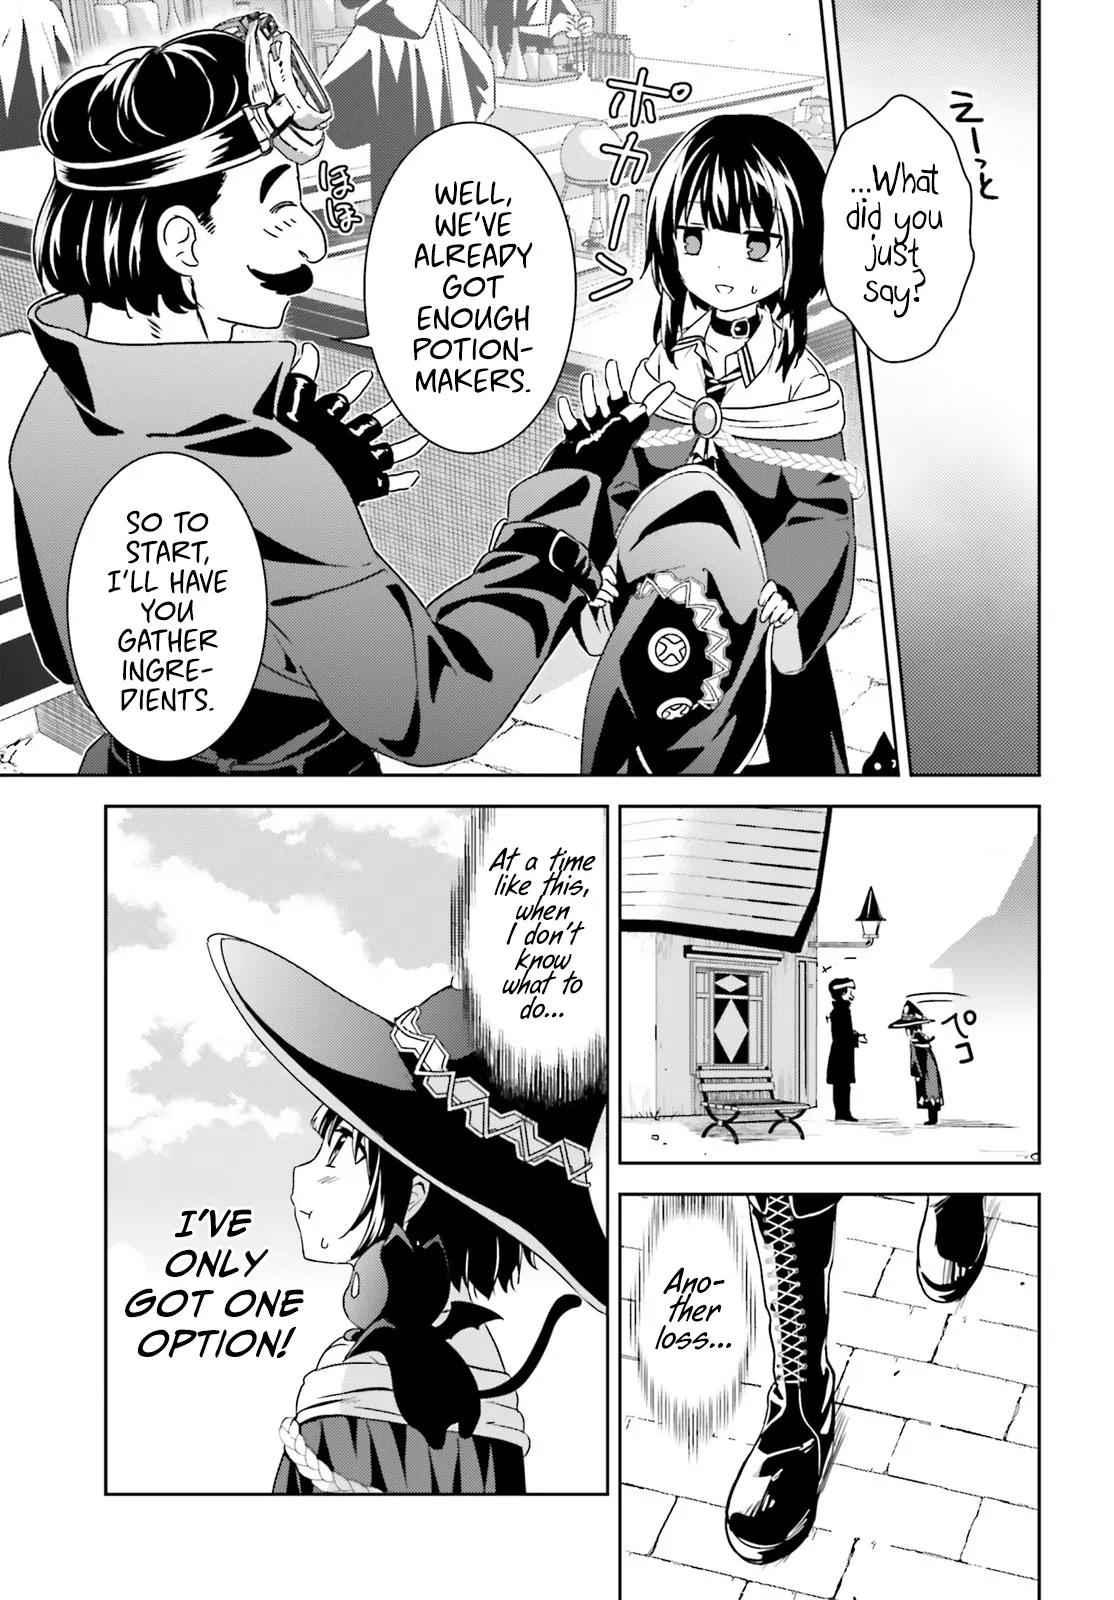 えーっと
...What
did you
just
say?
ポカーン
WELL,
WE'VE
ALREADY
GOT
ENOUGH
POTION-
MAKERS.
ほほ
SO TO
START,
I'LL HAVE
YOU
GATHER
INGRE-
DIENTS.
ペコ
Ano-
ther
loss...
At a time
like this,
when
I don't
know
what to
do...
I'VE
ONLY
GOT ONE
OPTION!